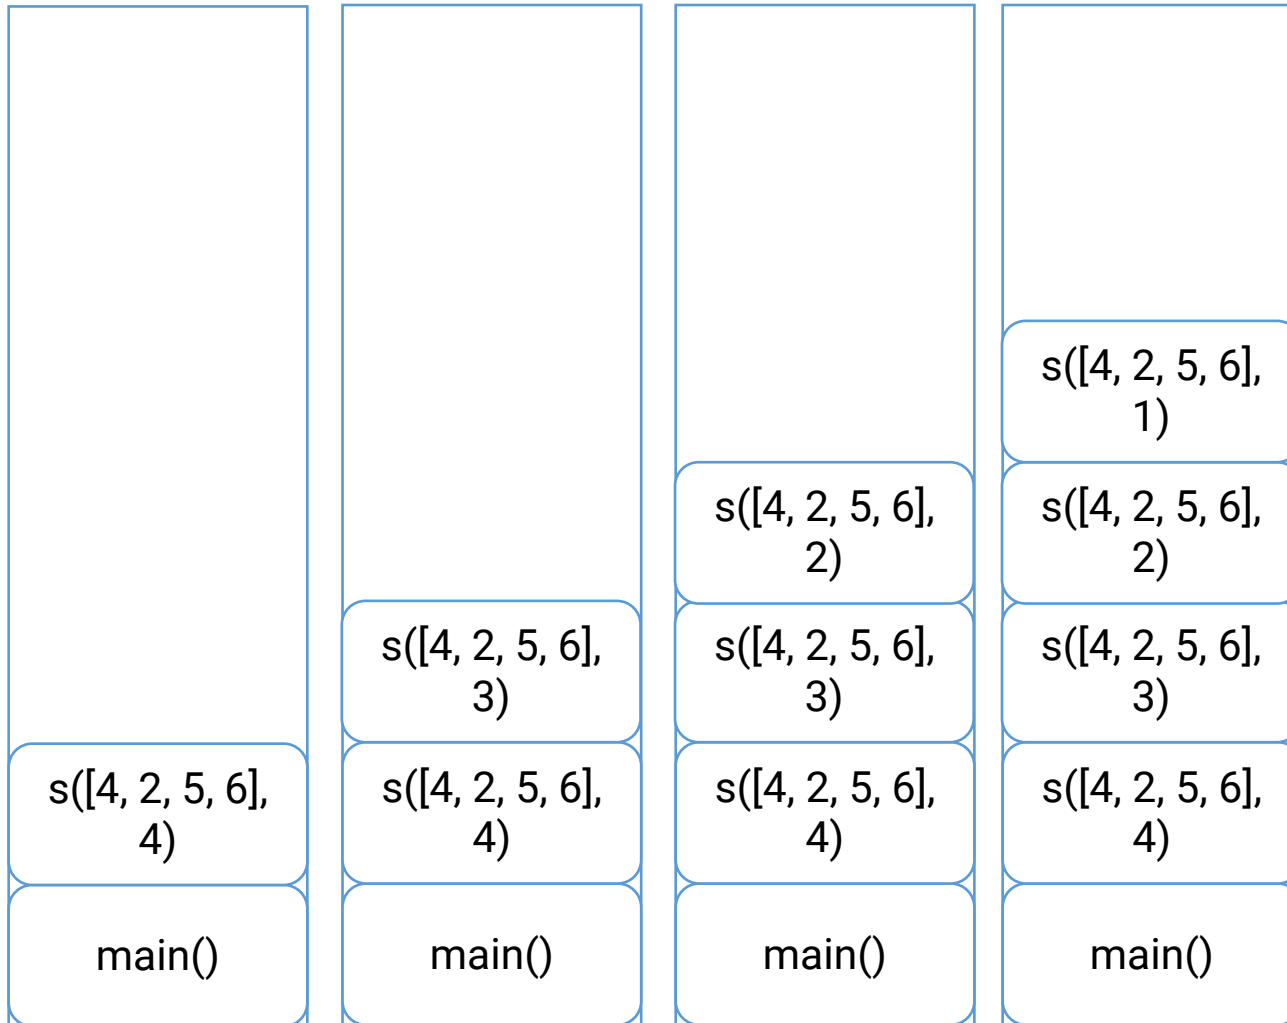 s([4, 2, 5, 6],
4)
main()
s([4, 2, 5, 6],
3)
s([4, 2, 5, 6],
4)
main()
s([4, 2, 5, 6],
2)
s([4, 2, 5, 6],
3)
s([4, 2, 5, 6],
4)
main()
s([4, 2, 5, 6],
1)
s([4, 2, 5, 6],
2)
s([4, 2, 5, 6],
3)
s([4, 2, 5, 6],
4)
main()